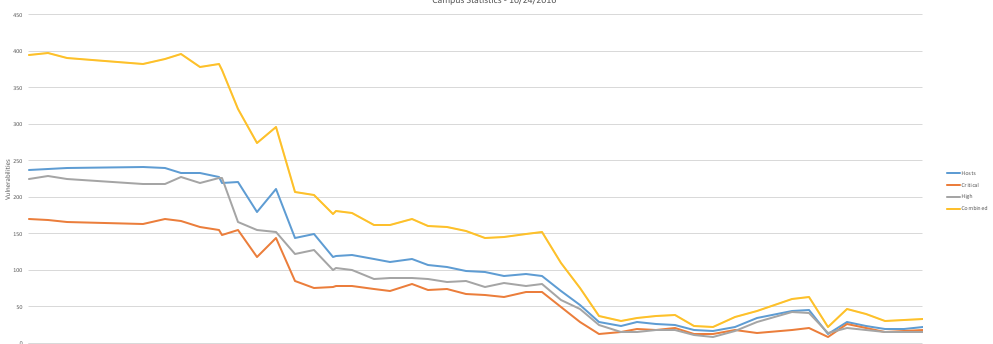 Campus Statistics - 10/24/2016
450
400
350
300
250
200
150
100
50
0
Vulnerabilities
Hosts
Critical
High
Combined